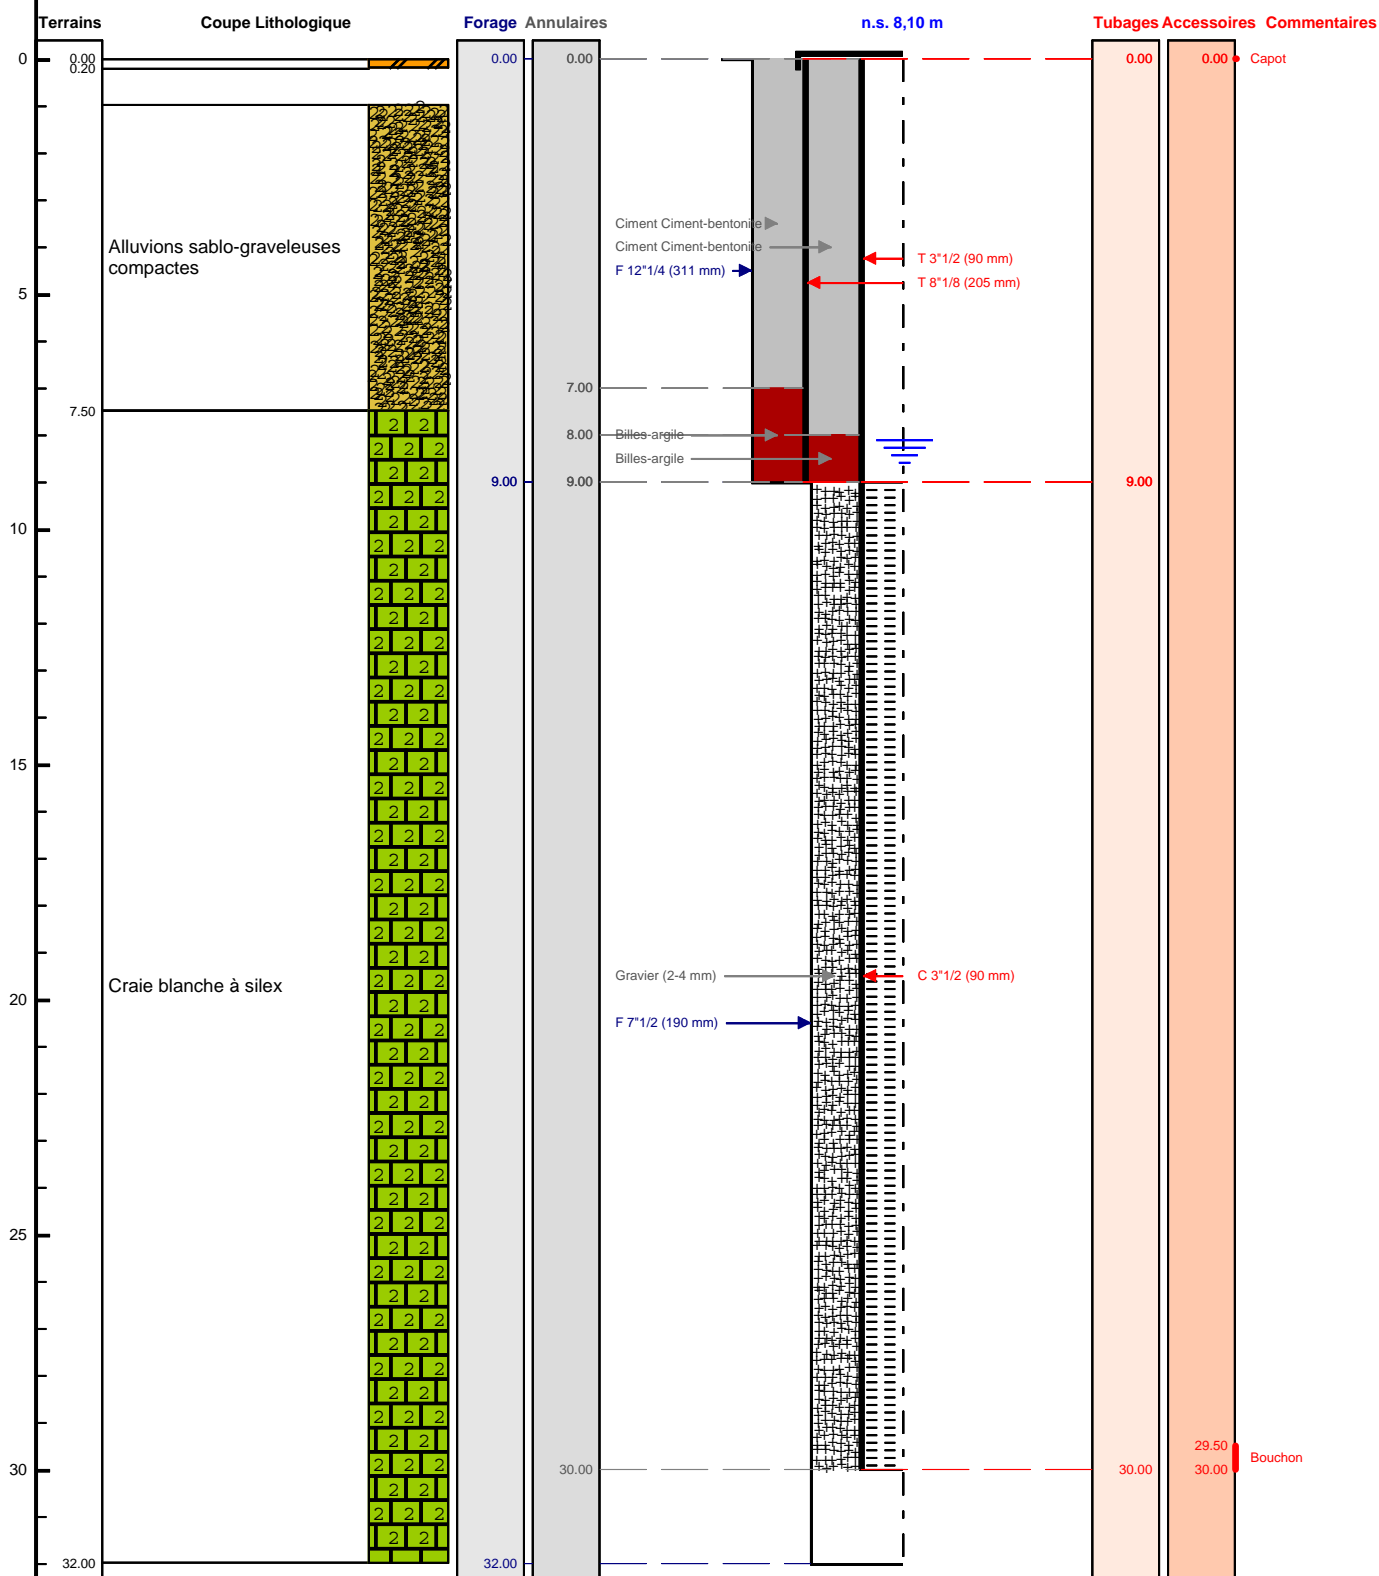 Terrains Coupe Lithologique Forage Annulaires n.s. 8,10 m Tubages Accessoires Commentaires
0 0.00 0.00 0.00 0.00 0.00 Capot
0.20
Ciment Ciment-bentonite
Alluvions sablo-graveleuses
compactes
Ciment Ciment-bentonite
T 3"1/2 (90 mm)
F 12"1/4 (311 mm)
T 8"1/8 (205 mm)
5
7.00
7.50
8.00 Billes-argile
Billes-argile
9.00 9.00 9.00
10
15
Gravier (2-4 mm) C 3"1/2 (90 mm)
Craie blanche à silex
20
F 7"1/2 (190 mm)
25
29.50
Bouchon
30 30.00 30.00 30.00
32.00 32.00